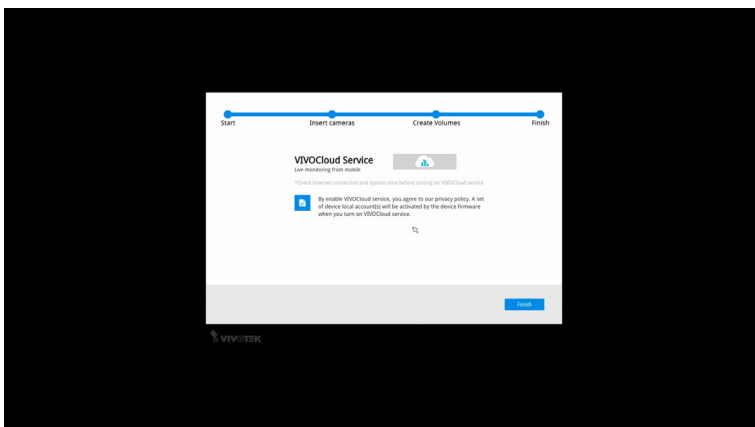 Start Insert cameras Create Volumes Finish
VIVOCloud Service
Live monitoring from mobile
*Check Internet connection and system time before turning on VIVOCloud service.
By enable VIVOCloud service, you agree to our privacy policy. A set
of device local account(s) will be activated by the device firmware
when you turn on VIVOCloud service.
Finish
VIVOTEK